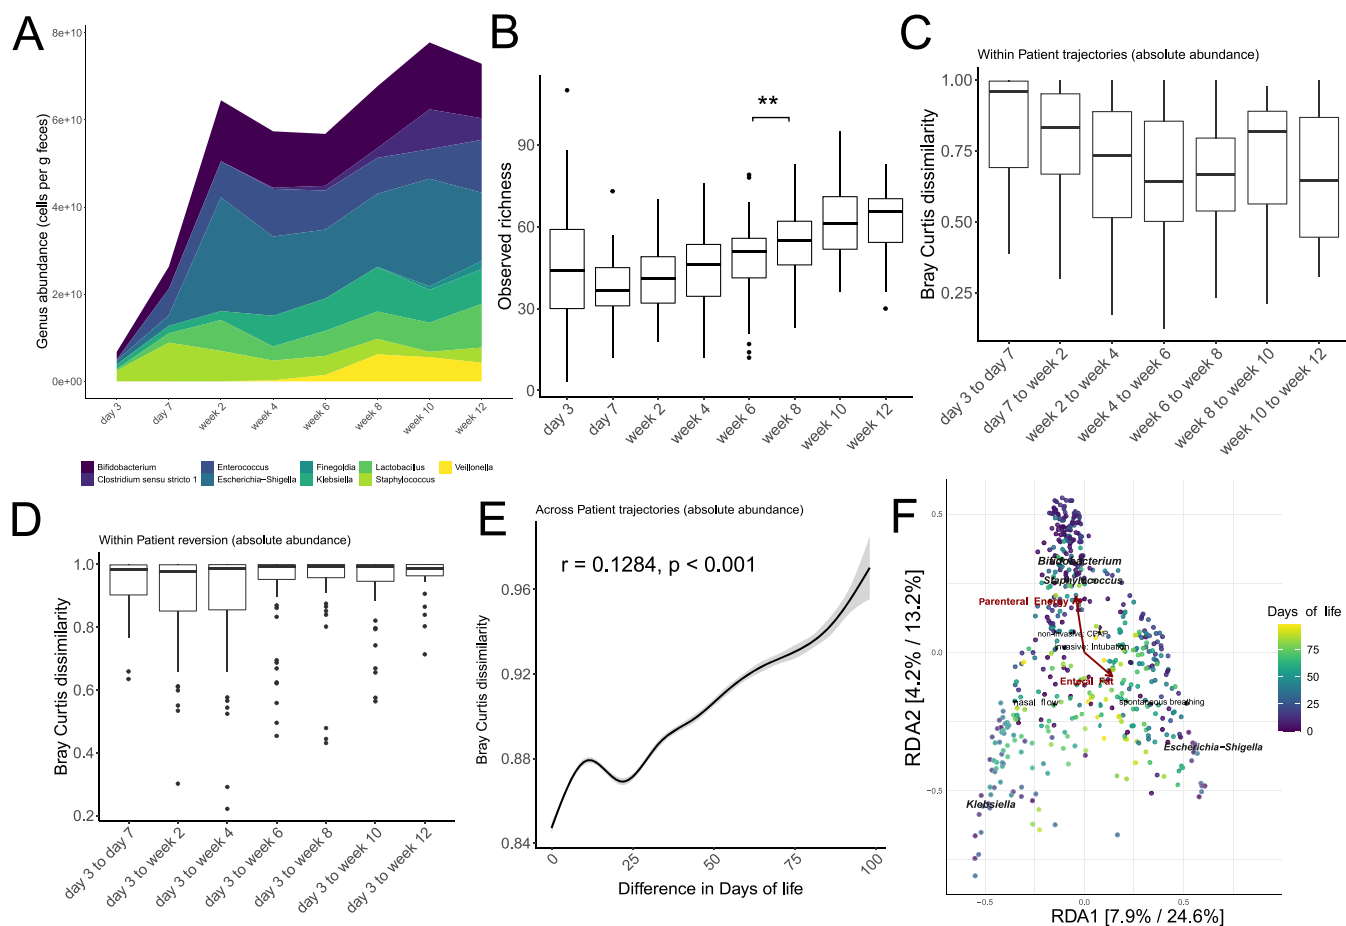 A
8e+10
6e+10
4e+10
2e+10
0e+00
Genus abundance (cells per g feces)
day 3
day 7
week 2
week 4
week 6
week 8
week 10
week 12
Bifidobacterium
Clostridium sensu stricto 1
Enterococcus
Escherichia−Shigella
Finegoldia
Klebsiella
Lactobacillus
Staphylococcus
Veillonella
B
**
90
60
30
0
Observed richness
day 3
day 7
week 2
week 4
week 6
week 8
week 10
week 12
C
Within Patient trajectories (absolute abundance)
1.00
0.75
0.50
0.25
Bray Curtis dissimilarity
day 3 to day 7
day 7 to week 2
week 2 to week 4
week 4 to week 6
week 6 to week 8
week 8 to week 10
week 10 to week 12
D
Within Patient reversion (absolute abundance)
1.0
0.8
0.6
0.4
0.2
Bray Curtis dissimilarity
day 3 to day 7
day 3 to week 2
day 3 to week 4
day 3 to week 6
day 3 to week 8
day 3 to week 10
day 3 to week 12
E
Across Patient trajectories (absolute abundance)
r = 0.1284, p < 0.001
0.96
0.92
0.88
0.84
Bray Curtis dissimilarity
0
25
50
75
100
Difference in Days of life
F
0.5
0.0
−0.5
RDA2 [4.2% / 13.2%]
Bifidobacterium
Staphylococcus
Parenteral Energy
non-invasive: CPAP
invasive: Intubation
Enteral Fat
nasal flow
spontaneous breathing
Escherichia−Shigella
Klebsiella
−0.5
0.0
0.5
RDA1 [7.9% / 24.6%]
Days of life
75
50
25
0